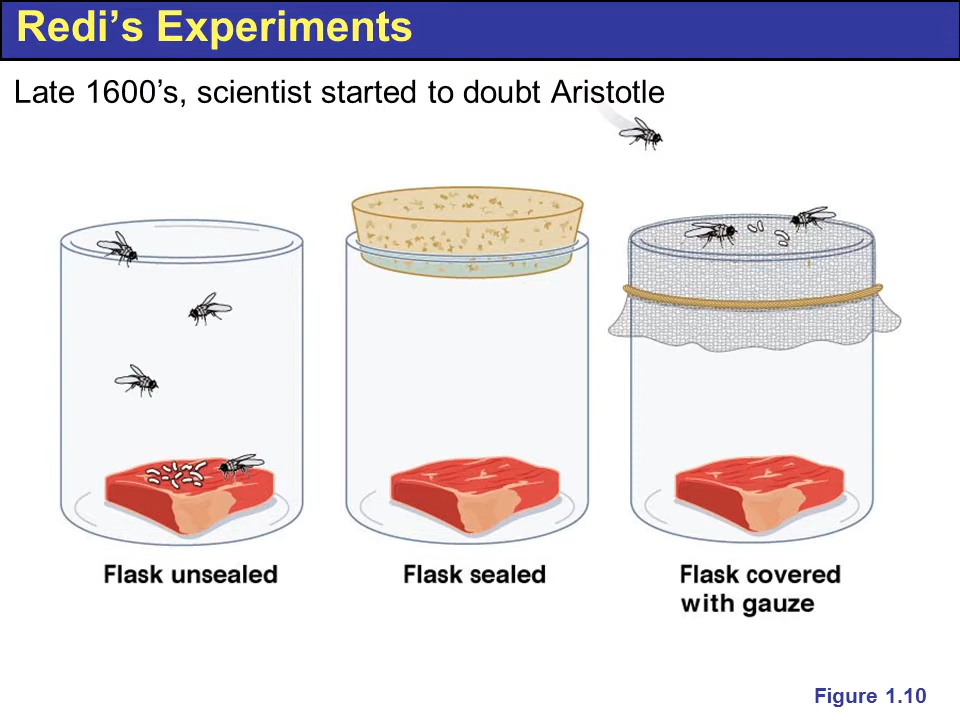 Redi’s Experiments
Late 1600’s, scientist started to doubt Aristotle
Flask unsealed
Flask sealed
Flask covered
with gauze
Figure 1.10